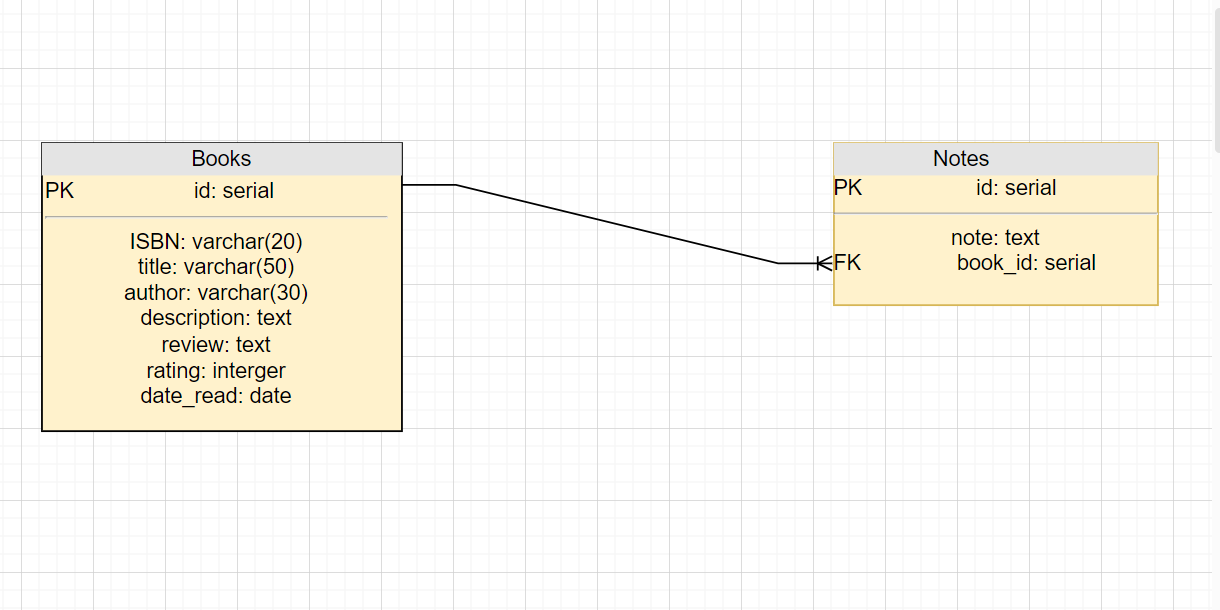 Books
PK id: serial
ISBN: varchar(20)
title: varchar(50)
author: varchar(30)
description: text
review: text
rating: interger
date_read: date
Notes
PK id: serial
note: text
FK book_id: serial